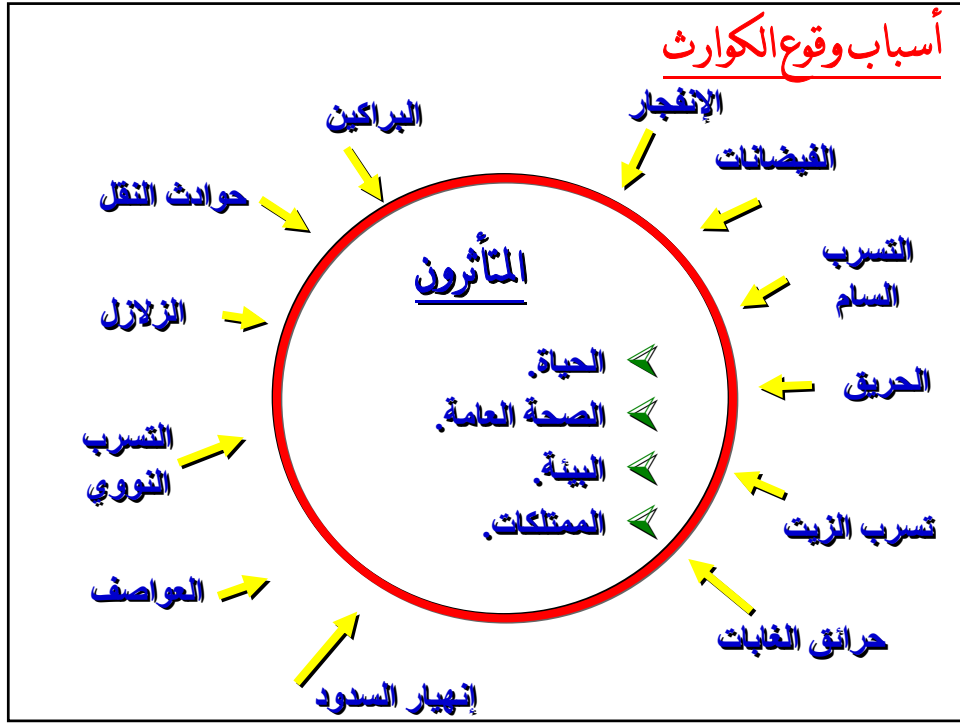 أسباب وقوع الكوارث
الإنفجار
الفيضانات
التسرب
السام
الحريق
تسرب الزيت
حرائق الغابات
إنهيار السدود
العواصف
التسرب
النووي
الزلازل
حوادث النقل
البراكين
المتأثرون
الحياة.
الصحة العامة.
البيئة.
الممتلكات.